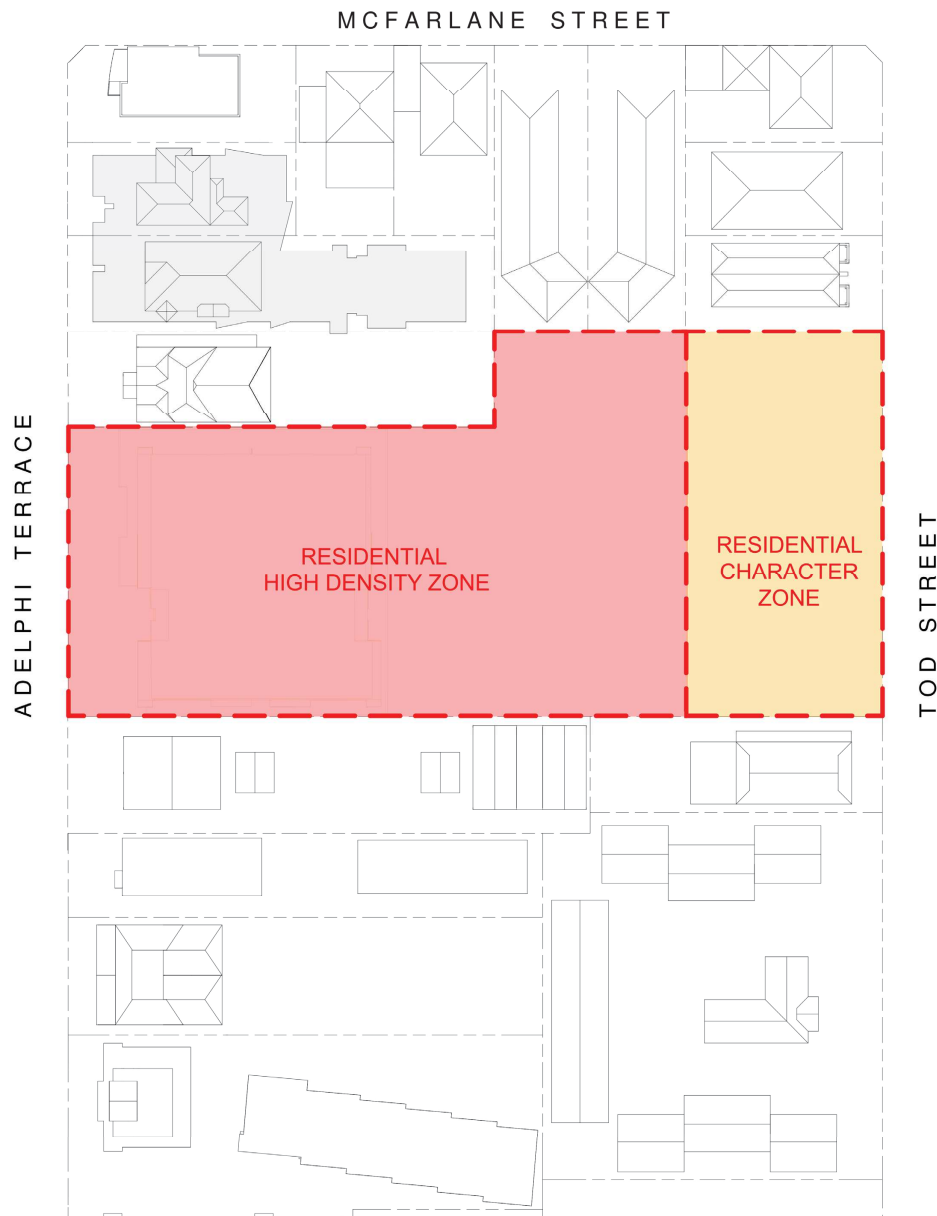 MCFARLANE STREET
ADELPHI TERRACE
RESIDENTIAL
HIGH DENSITY ZONE
RESIDENTIAL
CHARACTER
ZONE
TOD STREET